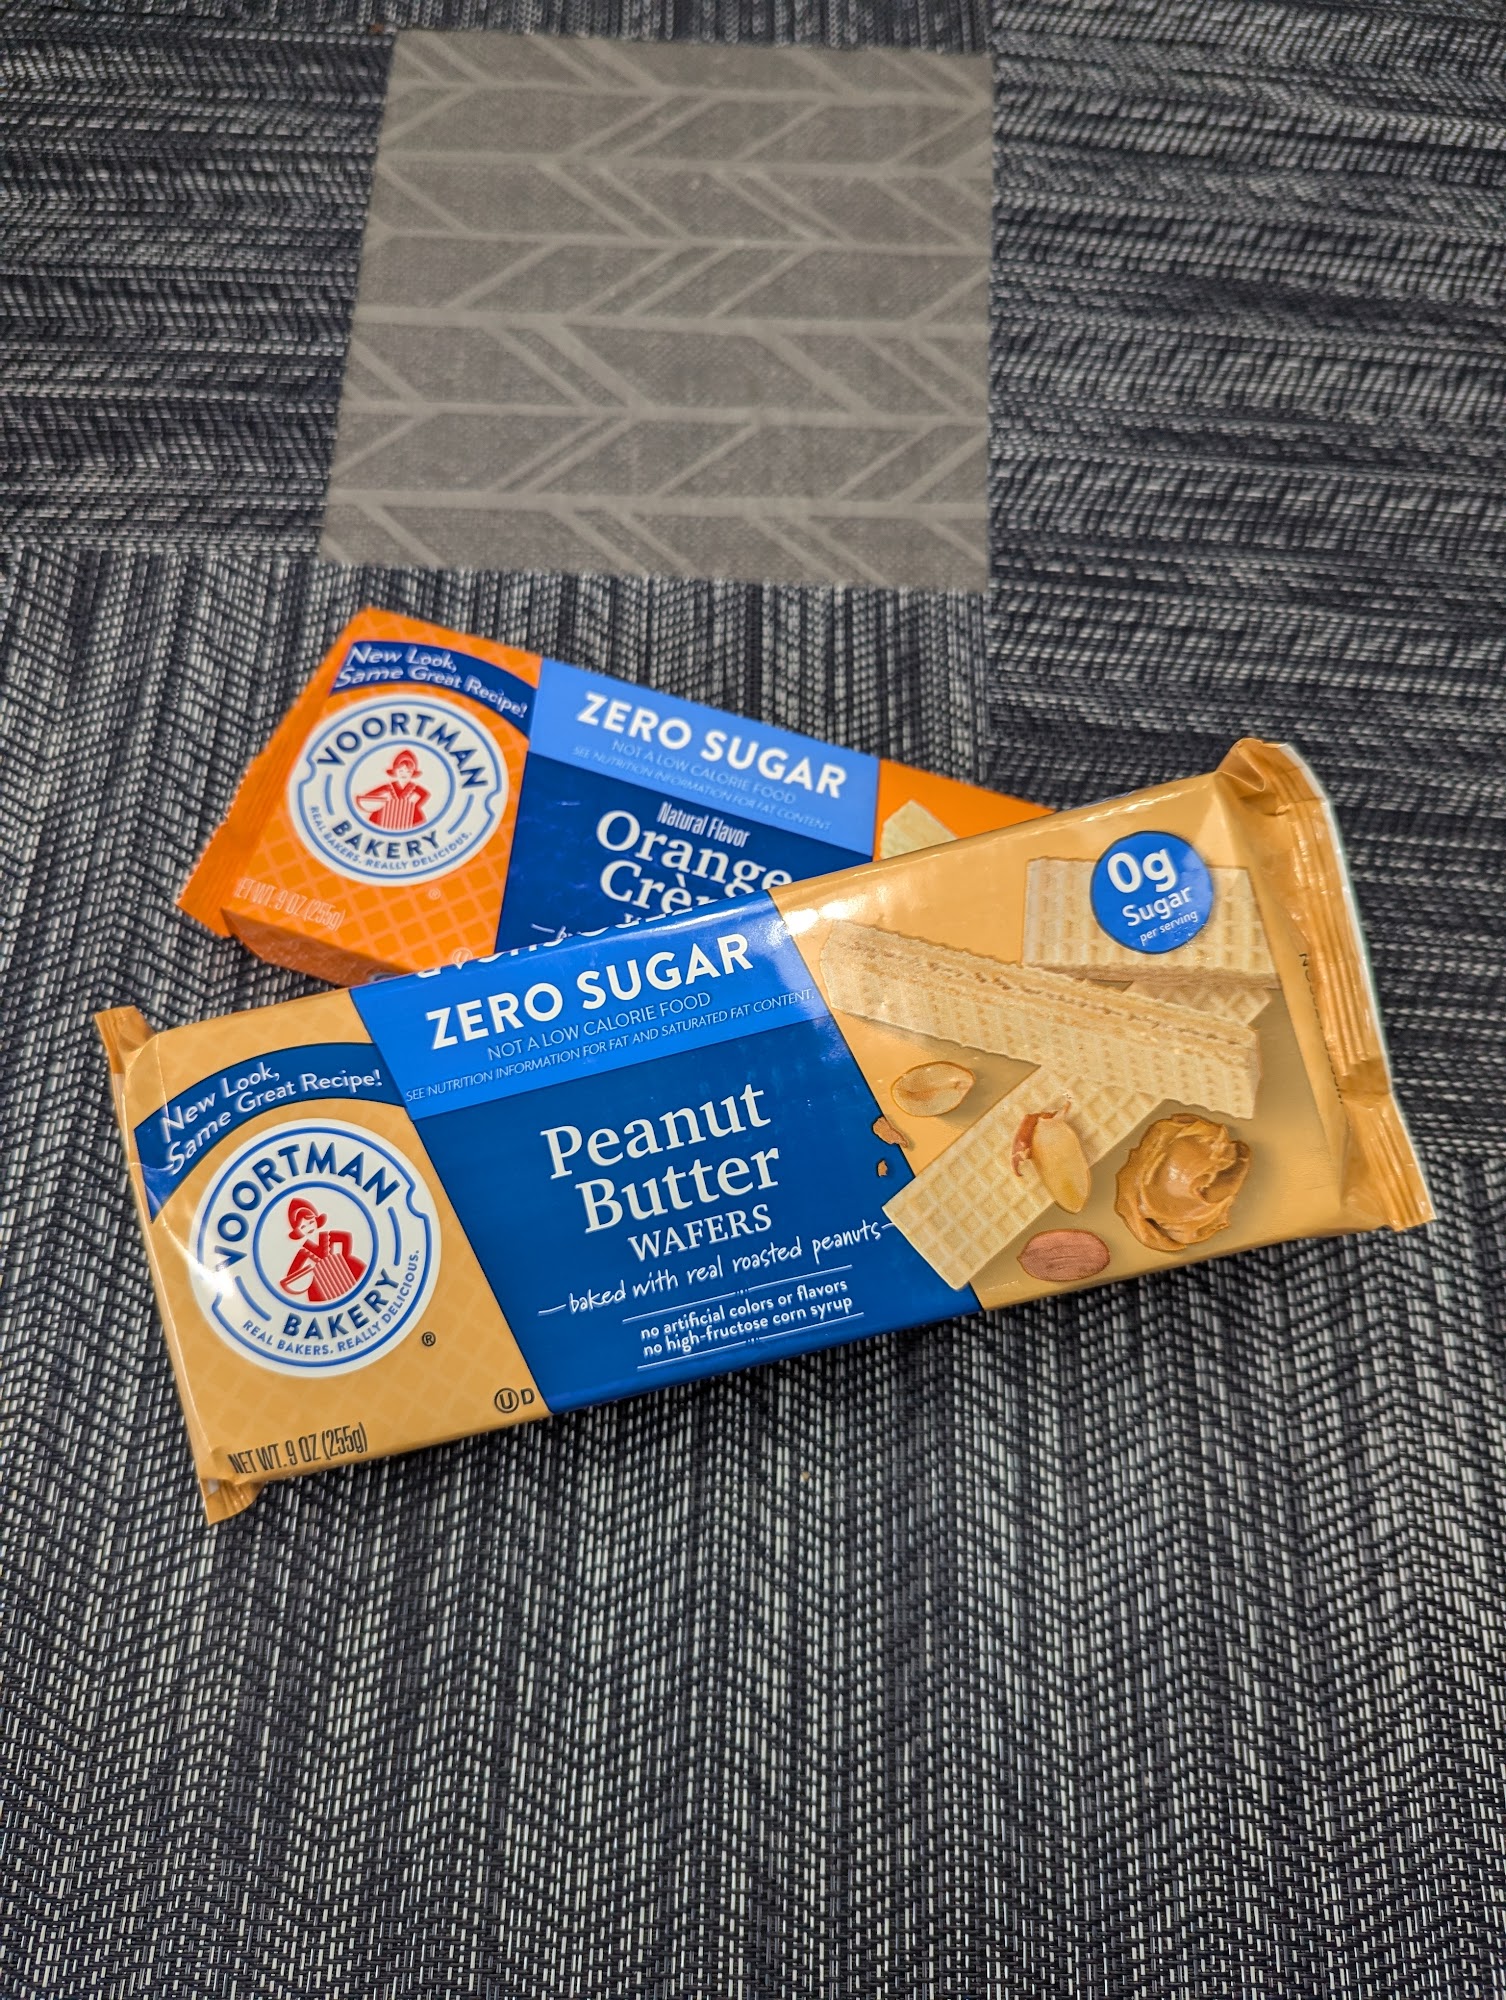 New Look,
Same Great Recipe!
VOORTMAN
BAKERY
REAL BAKERS. REALLY DELICIOUS.
®
ET WT. 9 OZ (255g)
ZERO SUGAR
NOT A LOW CALORIE FOOD
SEE NUTRITION INFORMATION FOR FAT CONTENT
Natural Flavor
Orange
Crè
New Look,
Same Great Recipe!
VOORTMAN
BAKERY
REAL BAKERS. REALLY DELICIOUS.
®
NET WT. 9 OZ (255g)
U D
ZERO SUGAR
NOT A LOW CALORIE FOOD
SEE NUTRITION INFORMATION FOR FAT AND SATURATED FAT CONTENT.
Peanut
Butter
WAFERS
baked with real roasted peanuts
no artificial colors or flavors
no high-fructose corn syrup
0g
Sugar
per serving